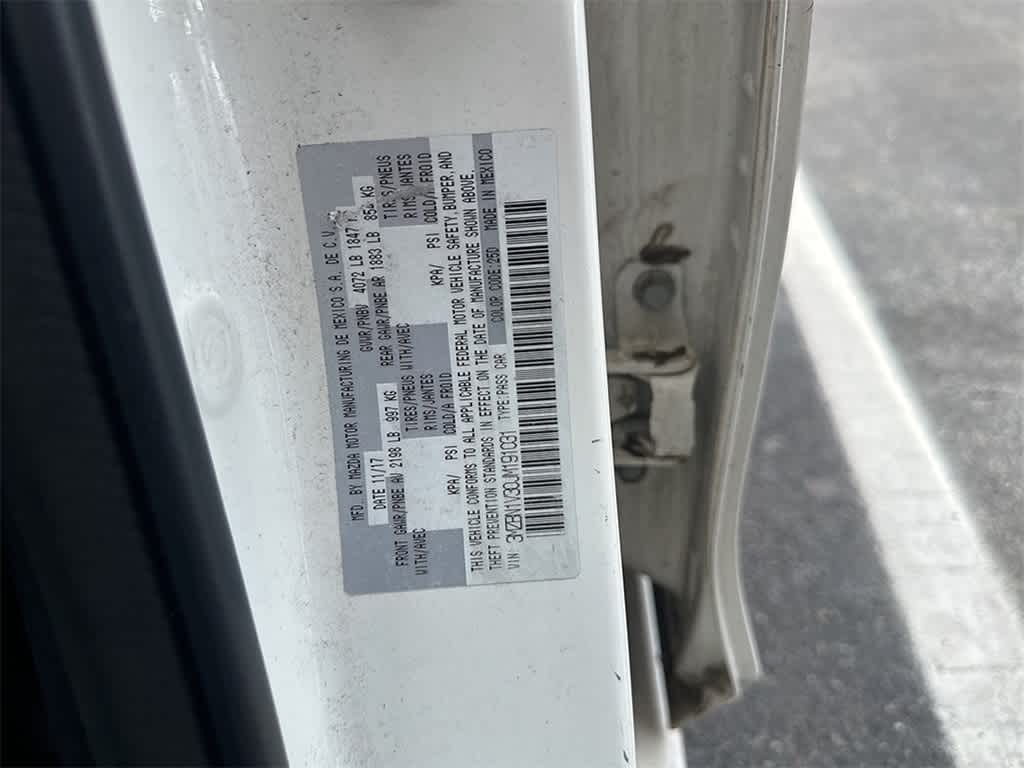 MFD. BY MAZDA MOTOR MANUFACTURING DE MEXICO S.A. DE C.V.
DATE 11/17 GVWR/PNBV 4072 LB 1847
FRONT GAWR/PNBE AV 2198 LB 997 KG REAR GAWR/PNBE AR 1883 LB KG
WITH/AVEC TIRES/PNEUS WITH/AVEC TIRES/PNEUS
RIMS/JANTES RIMS/JANTES
KPA/ PSI COLD/A FROID KPA/ PSI COLD/A FROID
THIS VEHICLE CONFORMS TO ALL APPLICABLE FEDERAL MOTOR VEHICLE SAFETY, BUMPER, AND
THEFT PREVENTION STANDARDS IN EFFECT ON THE DATE OF MANUFACTURE SHOWN ABOVE.
VIN: 3MZBN1V30JM191031 TYPE:PASS CAR COLOR CODE:25D MADE IN MEXICO